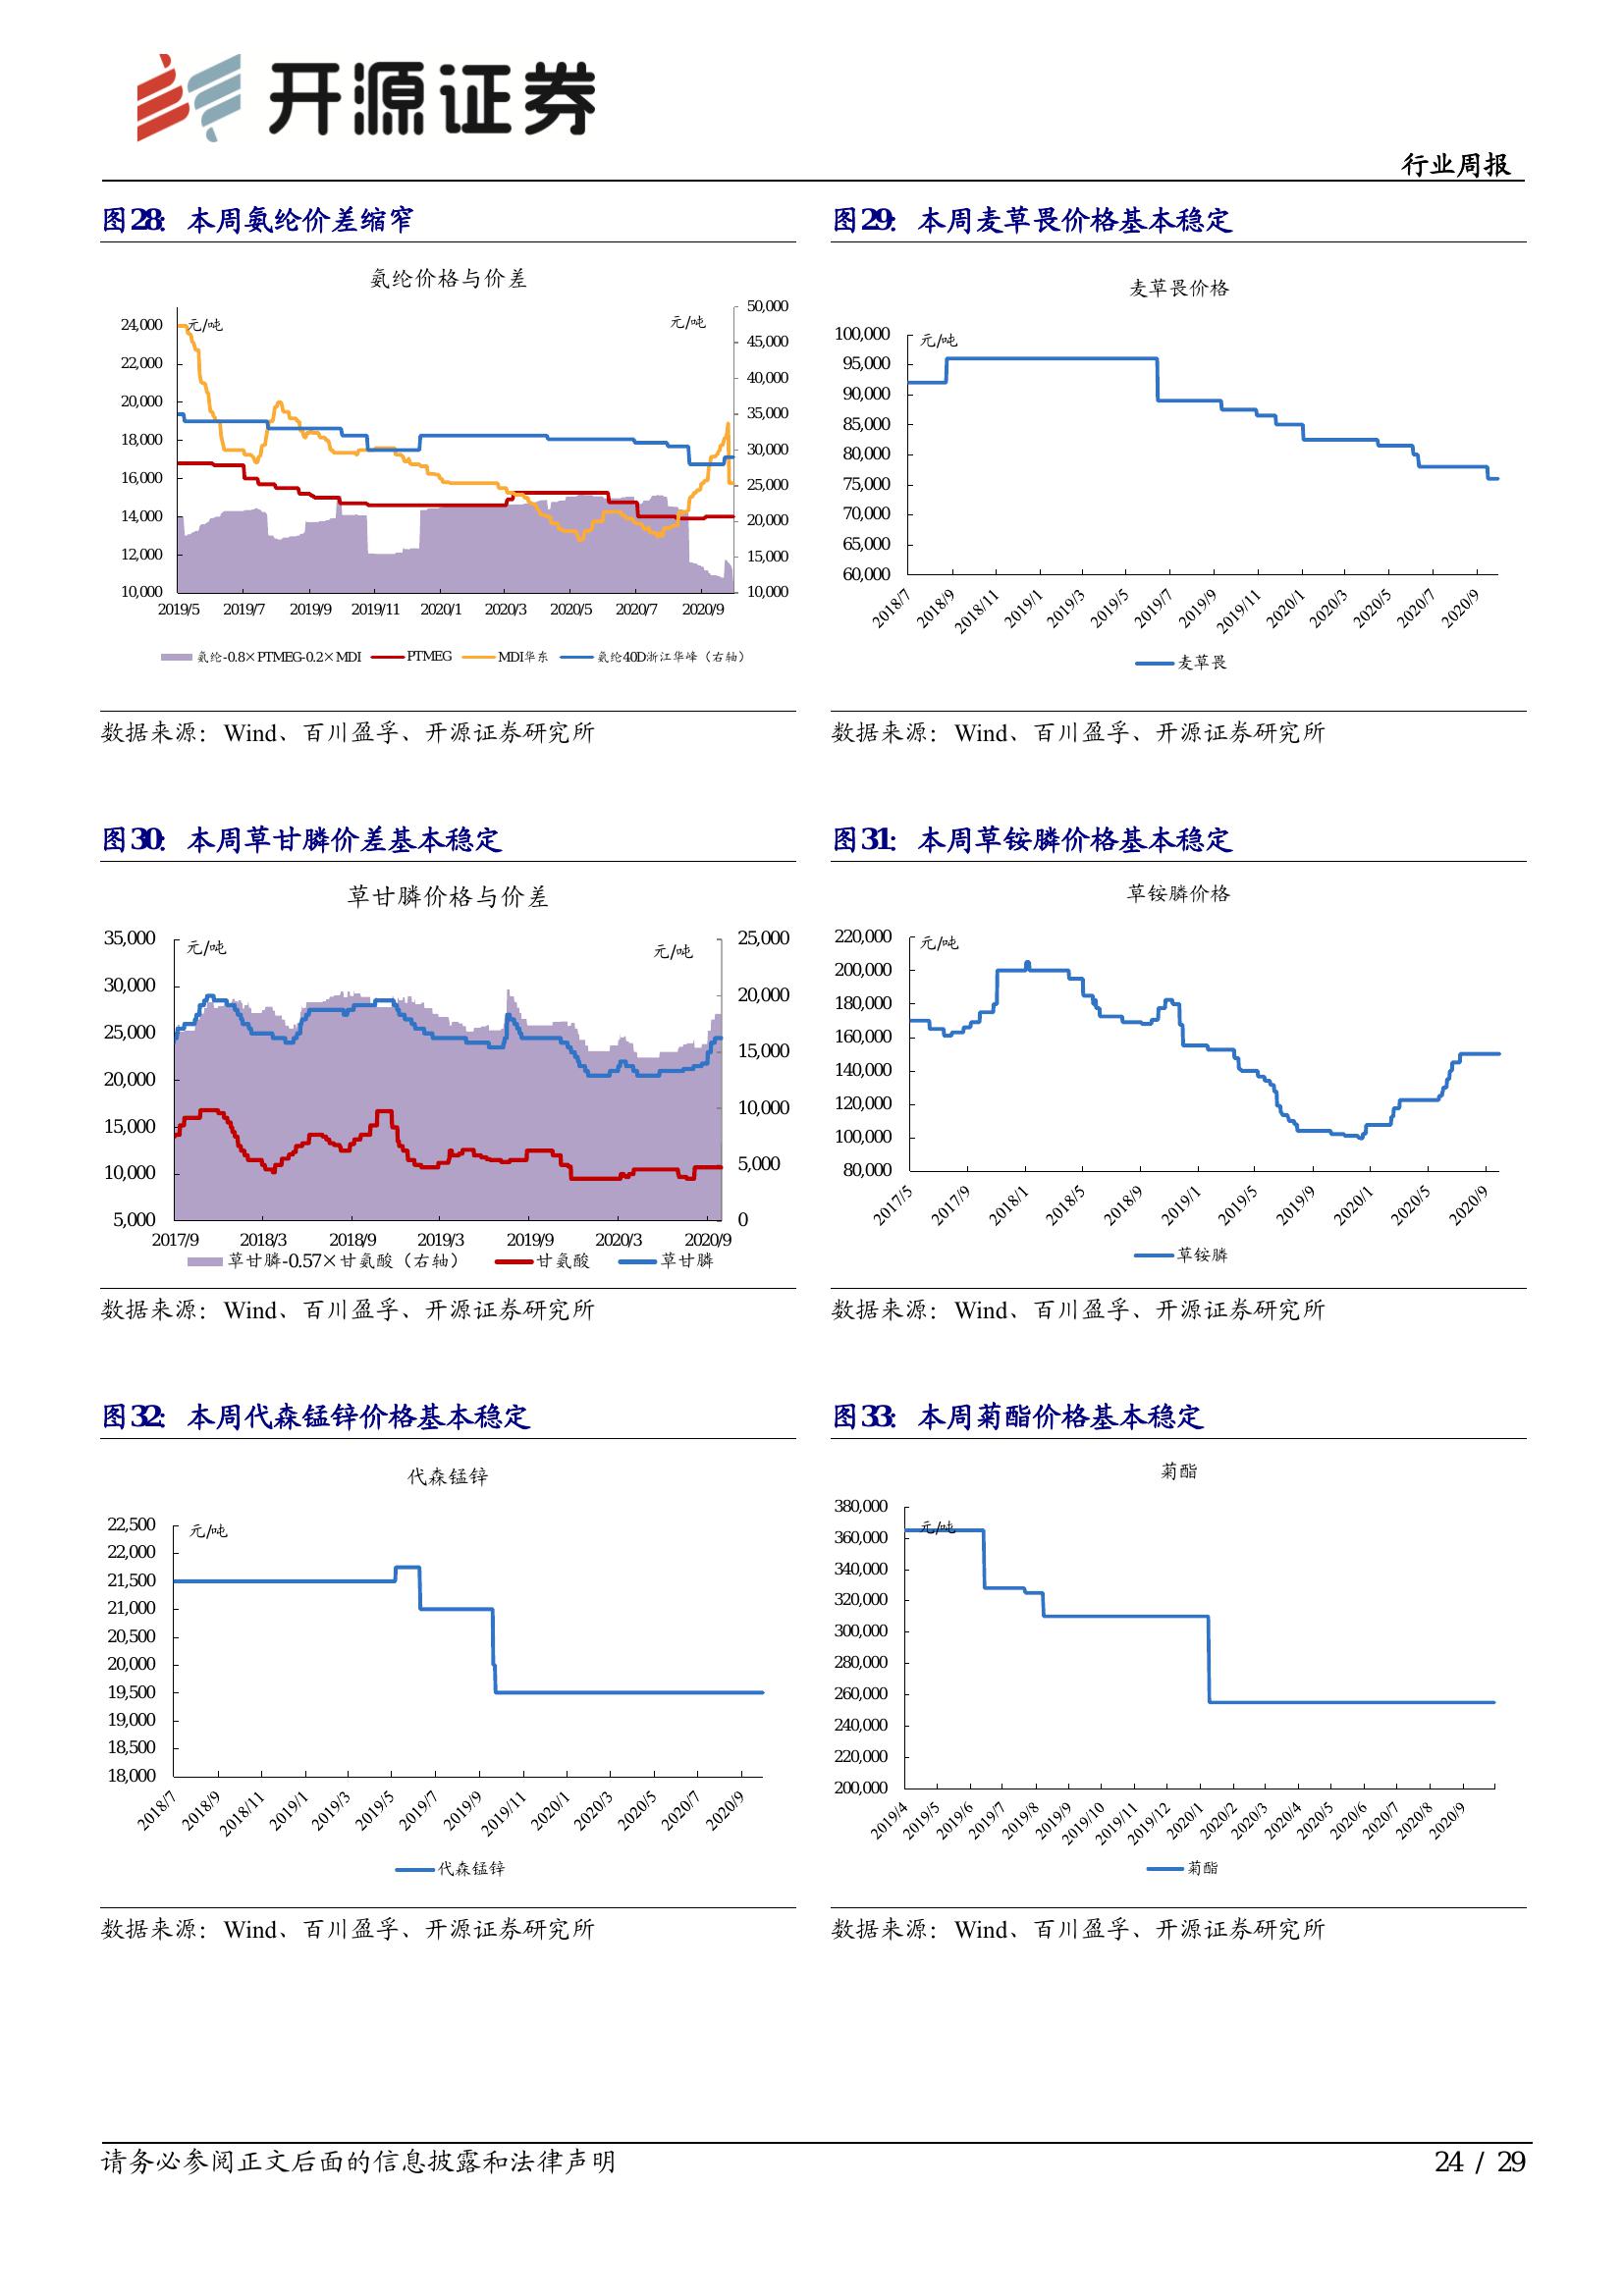 开源证券
行业周报
图28: 本周氨纶价差缩窄
氨纶价格与价差
元/吨
元/吨
24,000
22,000
20,000
18,000
16,000
14,000
12,000
10,000
50,000
45,000
40,000
35,000
30,000
25,000
20,000
15,000
10,000
2019/5 2019/7 2019/9 2019/11 2020/1 2020/3 2020/5 2020/7 2020/9
氨纶-0.8×PTMEG-0.2×MDI PTMEG MDI华东 氨纶40D浙江华峰（右轴）
数据来源：Wind、百川盈孚、开源证券研究所
图29: 本周麦草畏价格基本稳定
麦草畏价格
元/吨
100,000
95,000
90,000
85,000
80,000
75,000
70,000
65,000
60,000
2018/7 2018/9 2018/11 2019/1 2019/3 2019/5 2019/7 2019/9 2019/11 2020/1 2020/3 2020/5 2020/7 2020/9
麦草畏
数据来源：Wind、百川盈孚、开源证券研究所
图30: 本周草甘膦价差基本稳定
草甘膦价格与价差
元/吨
元/吨
35,000
30,000
25,000
20,000
15,000
10,000
5,000
25,000
20,000
15,000
10,000
5,000
0
2017/9 2018/3 2018/9 2019/3 2019/9 2020/3 2020/9
草甘膦-0.57×甘氨酸（右轴） 甘氨酸 草甘膦
数据来源：Wind、百川盈孚、开源证券研究所
图31: 本周草铵膦价格基本稳定
草铵膦价格
元/吨
220,000
200,000
180,000
160,000
140,000
120,000
100,000
80,000
2017/5 2017/9 2018/1 2018/5 2018/9 2019/1 2019/5 2019/9 2020/1 2020/5 2020/9
草铵膦
数据来源：Wind、百川盈孚、开源证券研究所
图32: 本周代森锰锌价格基本稳定
代森锰锌
元/吨
22,500
22,000
21,500
21,000
20,500
20,000
19,500
19,000
18,500
18,000
2018/7 2018/9 2018/11 2019/1 2019/3 2019/5 2019/7 2019/9 2019/11 2020/1 2020/3 2020/5 2020/7 2020/9
代森锰锌
数据来源：Wind、百川盈孚、开源证券研究所
图33: 本周菊酯价格基本稳定
菊酯
元/吨
380,000
360,000
340,000
320,000
300,000
280,000
260,000
240,000
220,000
200,000
2019/4 2019/5 2019/6 2019/7 2019/8 2019/9 2019/10 2019/11 2019/12 2020/1 2020/2 2020/3 2020/4 2020/5 2020/6 2020/7 2020/8 2020/9
菊酯
数据来源：Wind、百川盈孚、开源证券研究所
请务必参阅正文后面的信息披露和法律声明
24 / 29